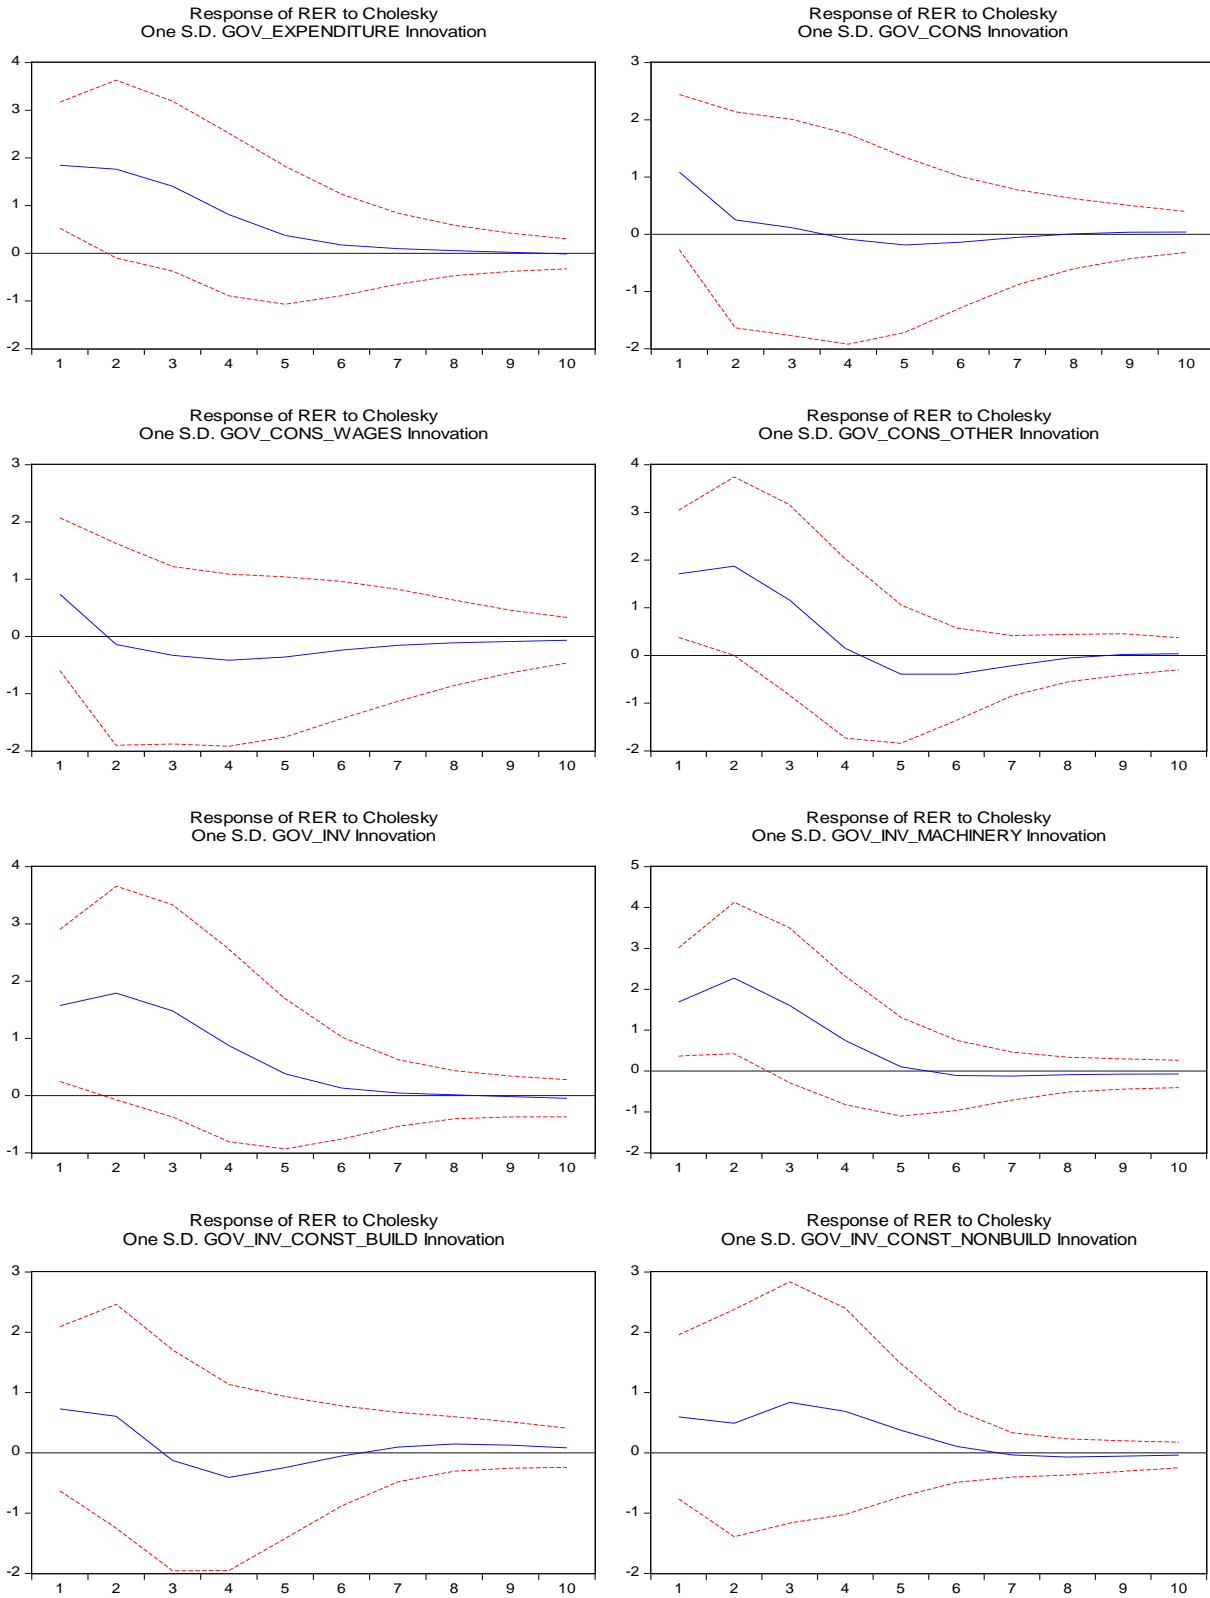 Response of RER to Cholesky
One S.D. GOV_EXPENDITURE Innovation
4
3
2
1
0
-1
-2
1 2 3 4 5 6 7 8 9 10
Response of RER to Cholesky
One S.D. GOV_CONS Innovation
3
2
1
0
-1
-2
1 2 3 4 5 6 7 8 9 10
Response of RER to Cholesky
One S.D. GOV_CONS_WAGES Innovation
3
2
1
0
-1
-2
1 2 3 4 5 6 7 8 9 10
Response of RER to Cholesky
One S.D. GOV_CONS_OTHER Innovation
4
3
2
1
0
-1
-2
1 2 3 4 5 6 7 8 9 10
Response of RER to Cholesky
One S.D. GOV_INV Innovation
4
3
2
1
0
-1
1 2 3 4 5 6 7 8 9 10
Response of RER to Cholesky
One S.D. GOV_INV_MACHINERY Innovation
5
4
3
2
1
0
-1
-2
1 2 3 4 5 6 7 8 9 10
Response of RER to Cholesky
One S.D. GOV_INV_CONST_BUILD Innovation
3
2
1
0
-1
-2
1 2 3 4 5 6 7 8 9 10
Response of RER to Cholesky
One S.D. GOV_INV_CONST_NONBUILD Innovation
3
2
1
0
-1
-2
1 2 3 4 5 6 7 8 9 10